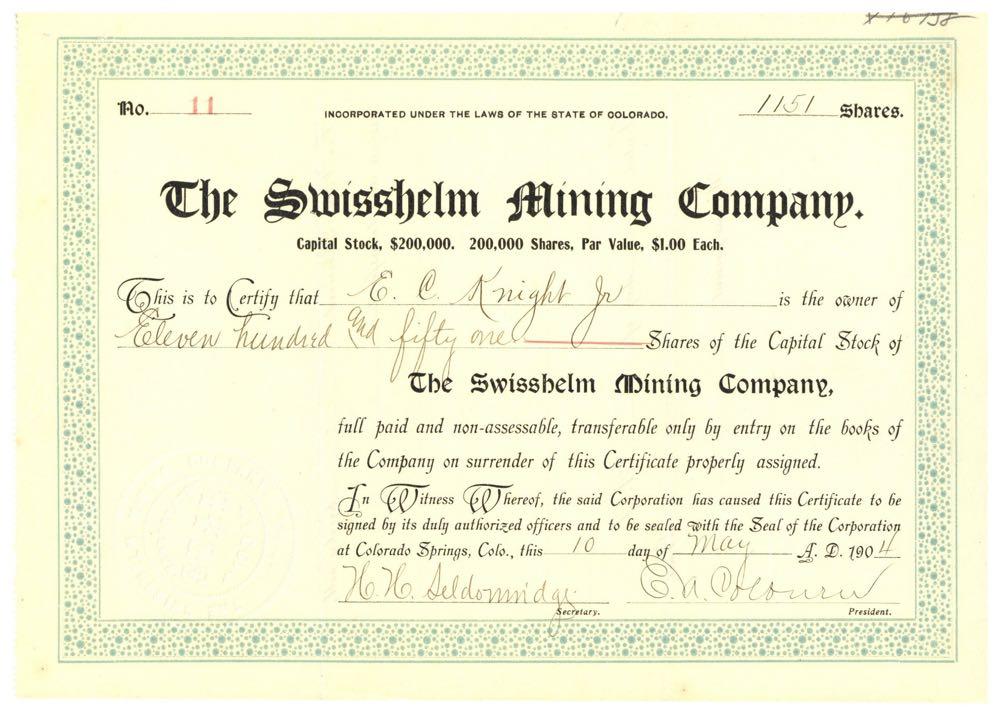 No. 11
INCORPORATED UNDER THE LAWS OF THE STATE OF COLORADO.
1151 Shares.
The Swisshelm Mining Company.
Capital Stock, $200,000. 200,000 Shares, Par Value, $1.00 Each.
This is to Certify that E. C. Knight Jr is the owner of
Eleven hundred and fifty one Shares of the Capital Stock of
The Swisshelm Mining Company,
full paid and non-assessable, transferable only by entry on the books of
the Company on surrender of this Certificate properly assigned.
In Witness Whereof, the said Corporation has caused this Certificate to be
signed by its duly authorized officers and to be sealed with the Seal of the Corporation
at Colorado Springs, Colo., this 10 day of May A. D. 1904
H. H. Seldomridge E. A. Colburn
Secretary. President.